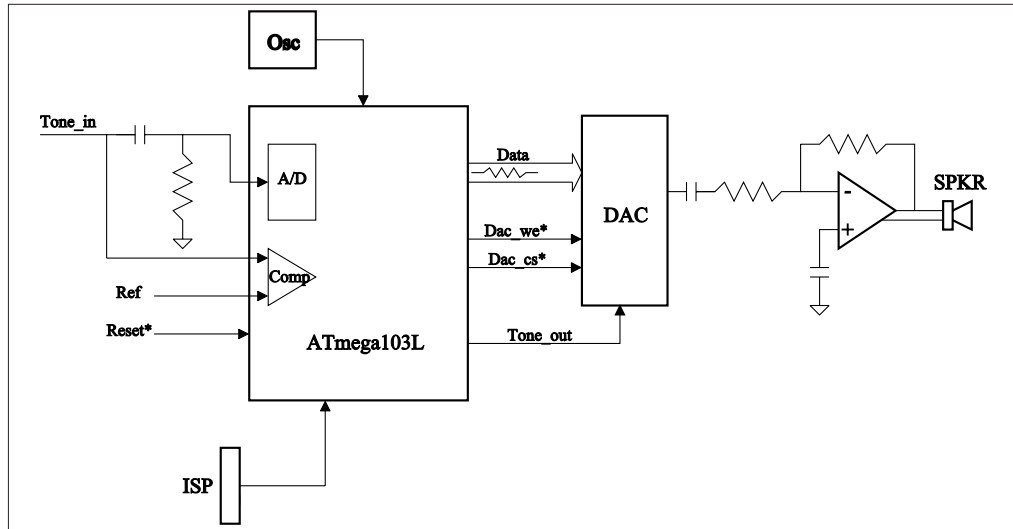 Osc
Tone_in
A/D
Data
DAC
SPKR
-
+
Dac_we*
Dac_cs*
Comp
Ref
Reset*
ATmega103L
Tone_out
ISP